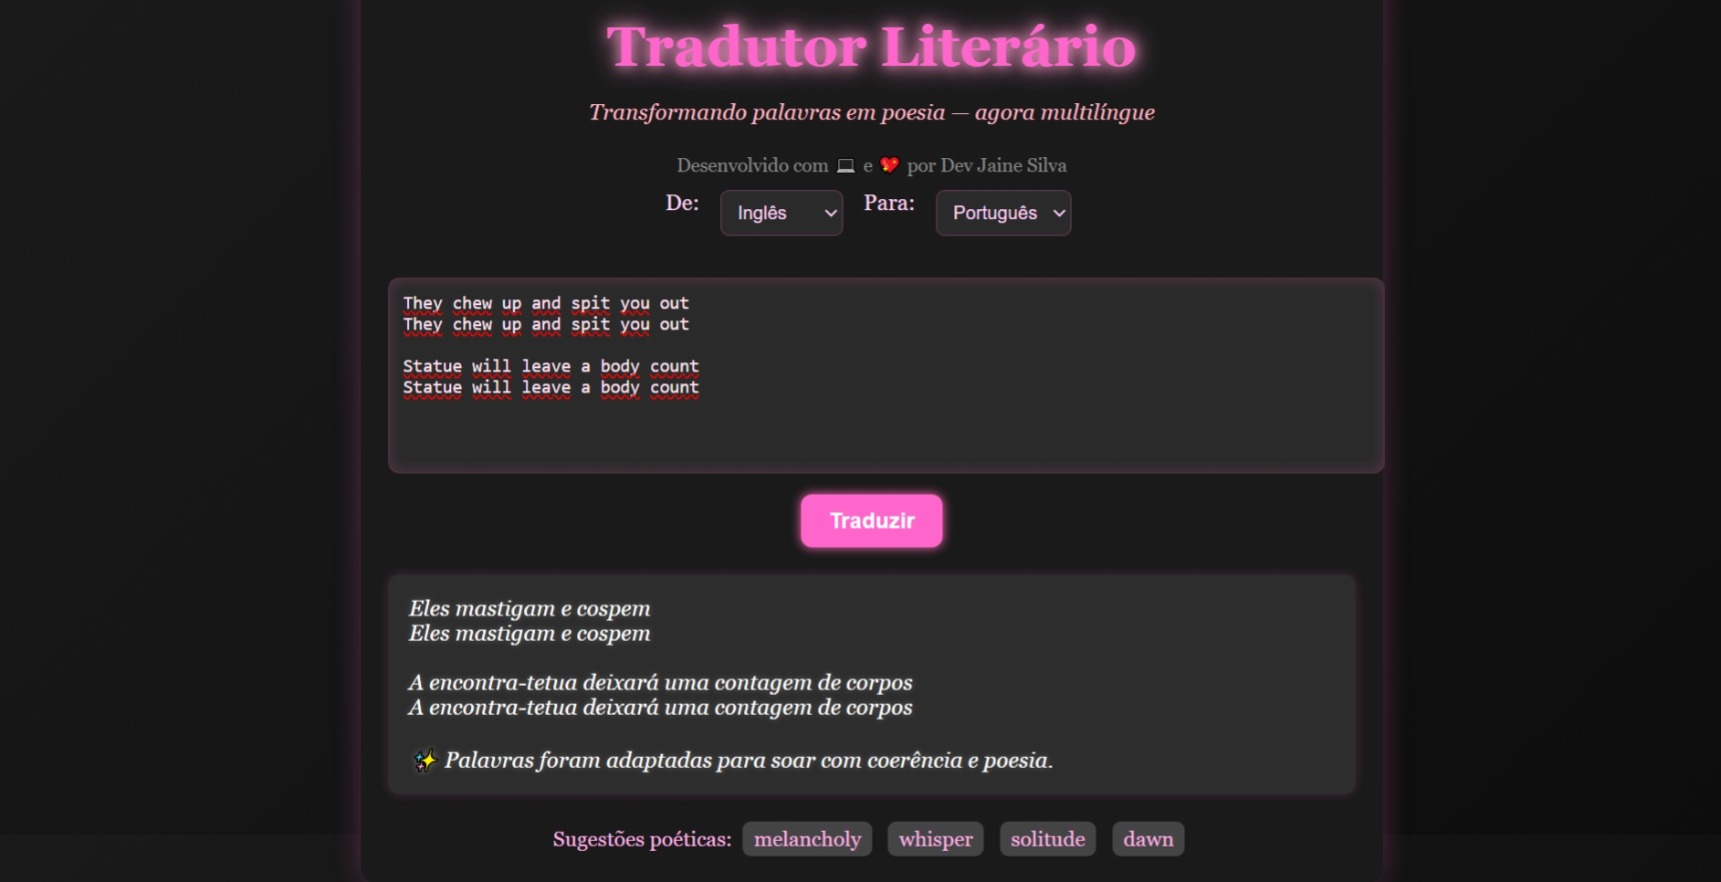 Tradutor Literário
Transformando palavras em poesia — agora multilíngue
Desenvolvido com 💻 e 💖 por Dev Jaine Silva
De: Inglês Para: Português
They chew up and spit you out
They chew up and spit you out
Statue will leave a body count
Statue will leave a body count
Traduzir
Eles mastigam e cospem
Eles mastigam e cospem
A encontra-tetua deixará uma contagem de corpos
A encontra-tetua deixará uma contagem de corpos
✨ Palavras foram adaptadas para soar com coerência e poesia.
Sugestões poéticas: melancholy whisper solitude dawn